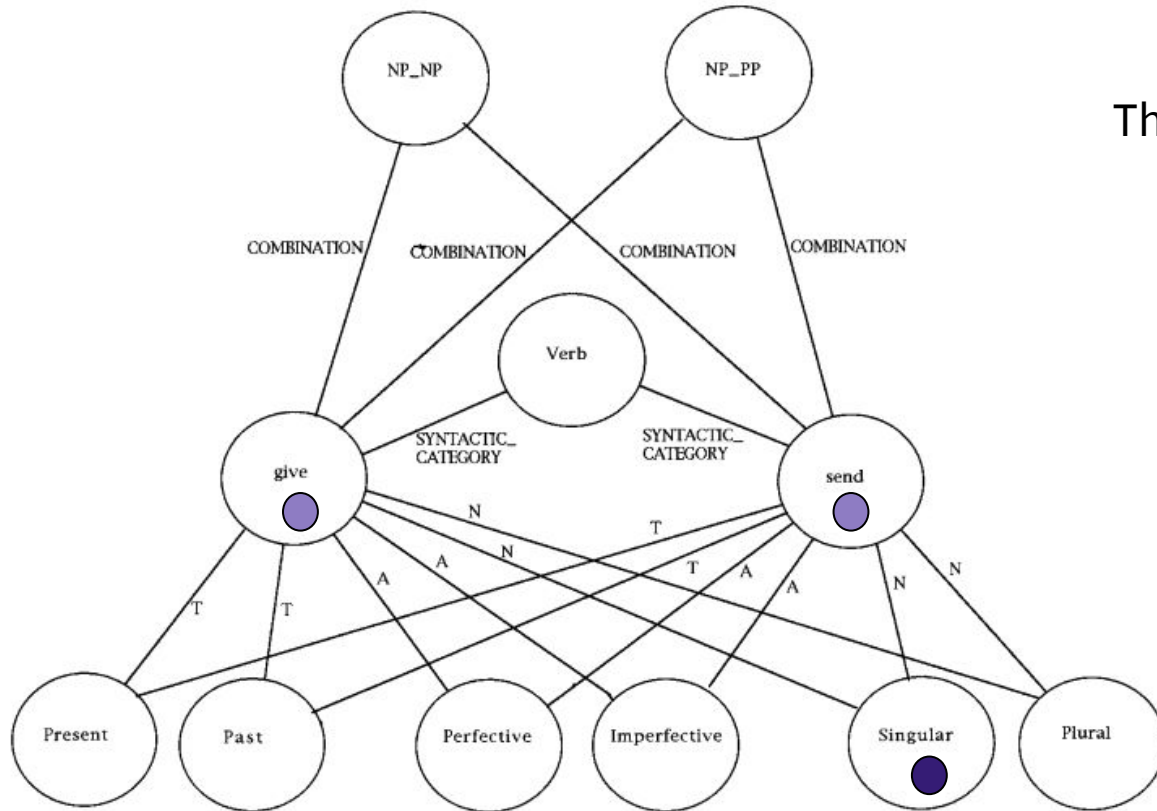 NP_NP
NP_PP
Th
COMBINATION
COMBINATION
COMBINATION
COMBINATION
Verb
SYNTACTIC_
CATEGORY
SYNTACTIC_
CATEGORY
give
send
N
T
N
A
T
A
N
N
A
A
T
T
Present
Past
Perfective
Imperfective
Singular
Plural